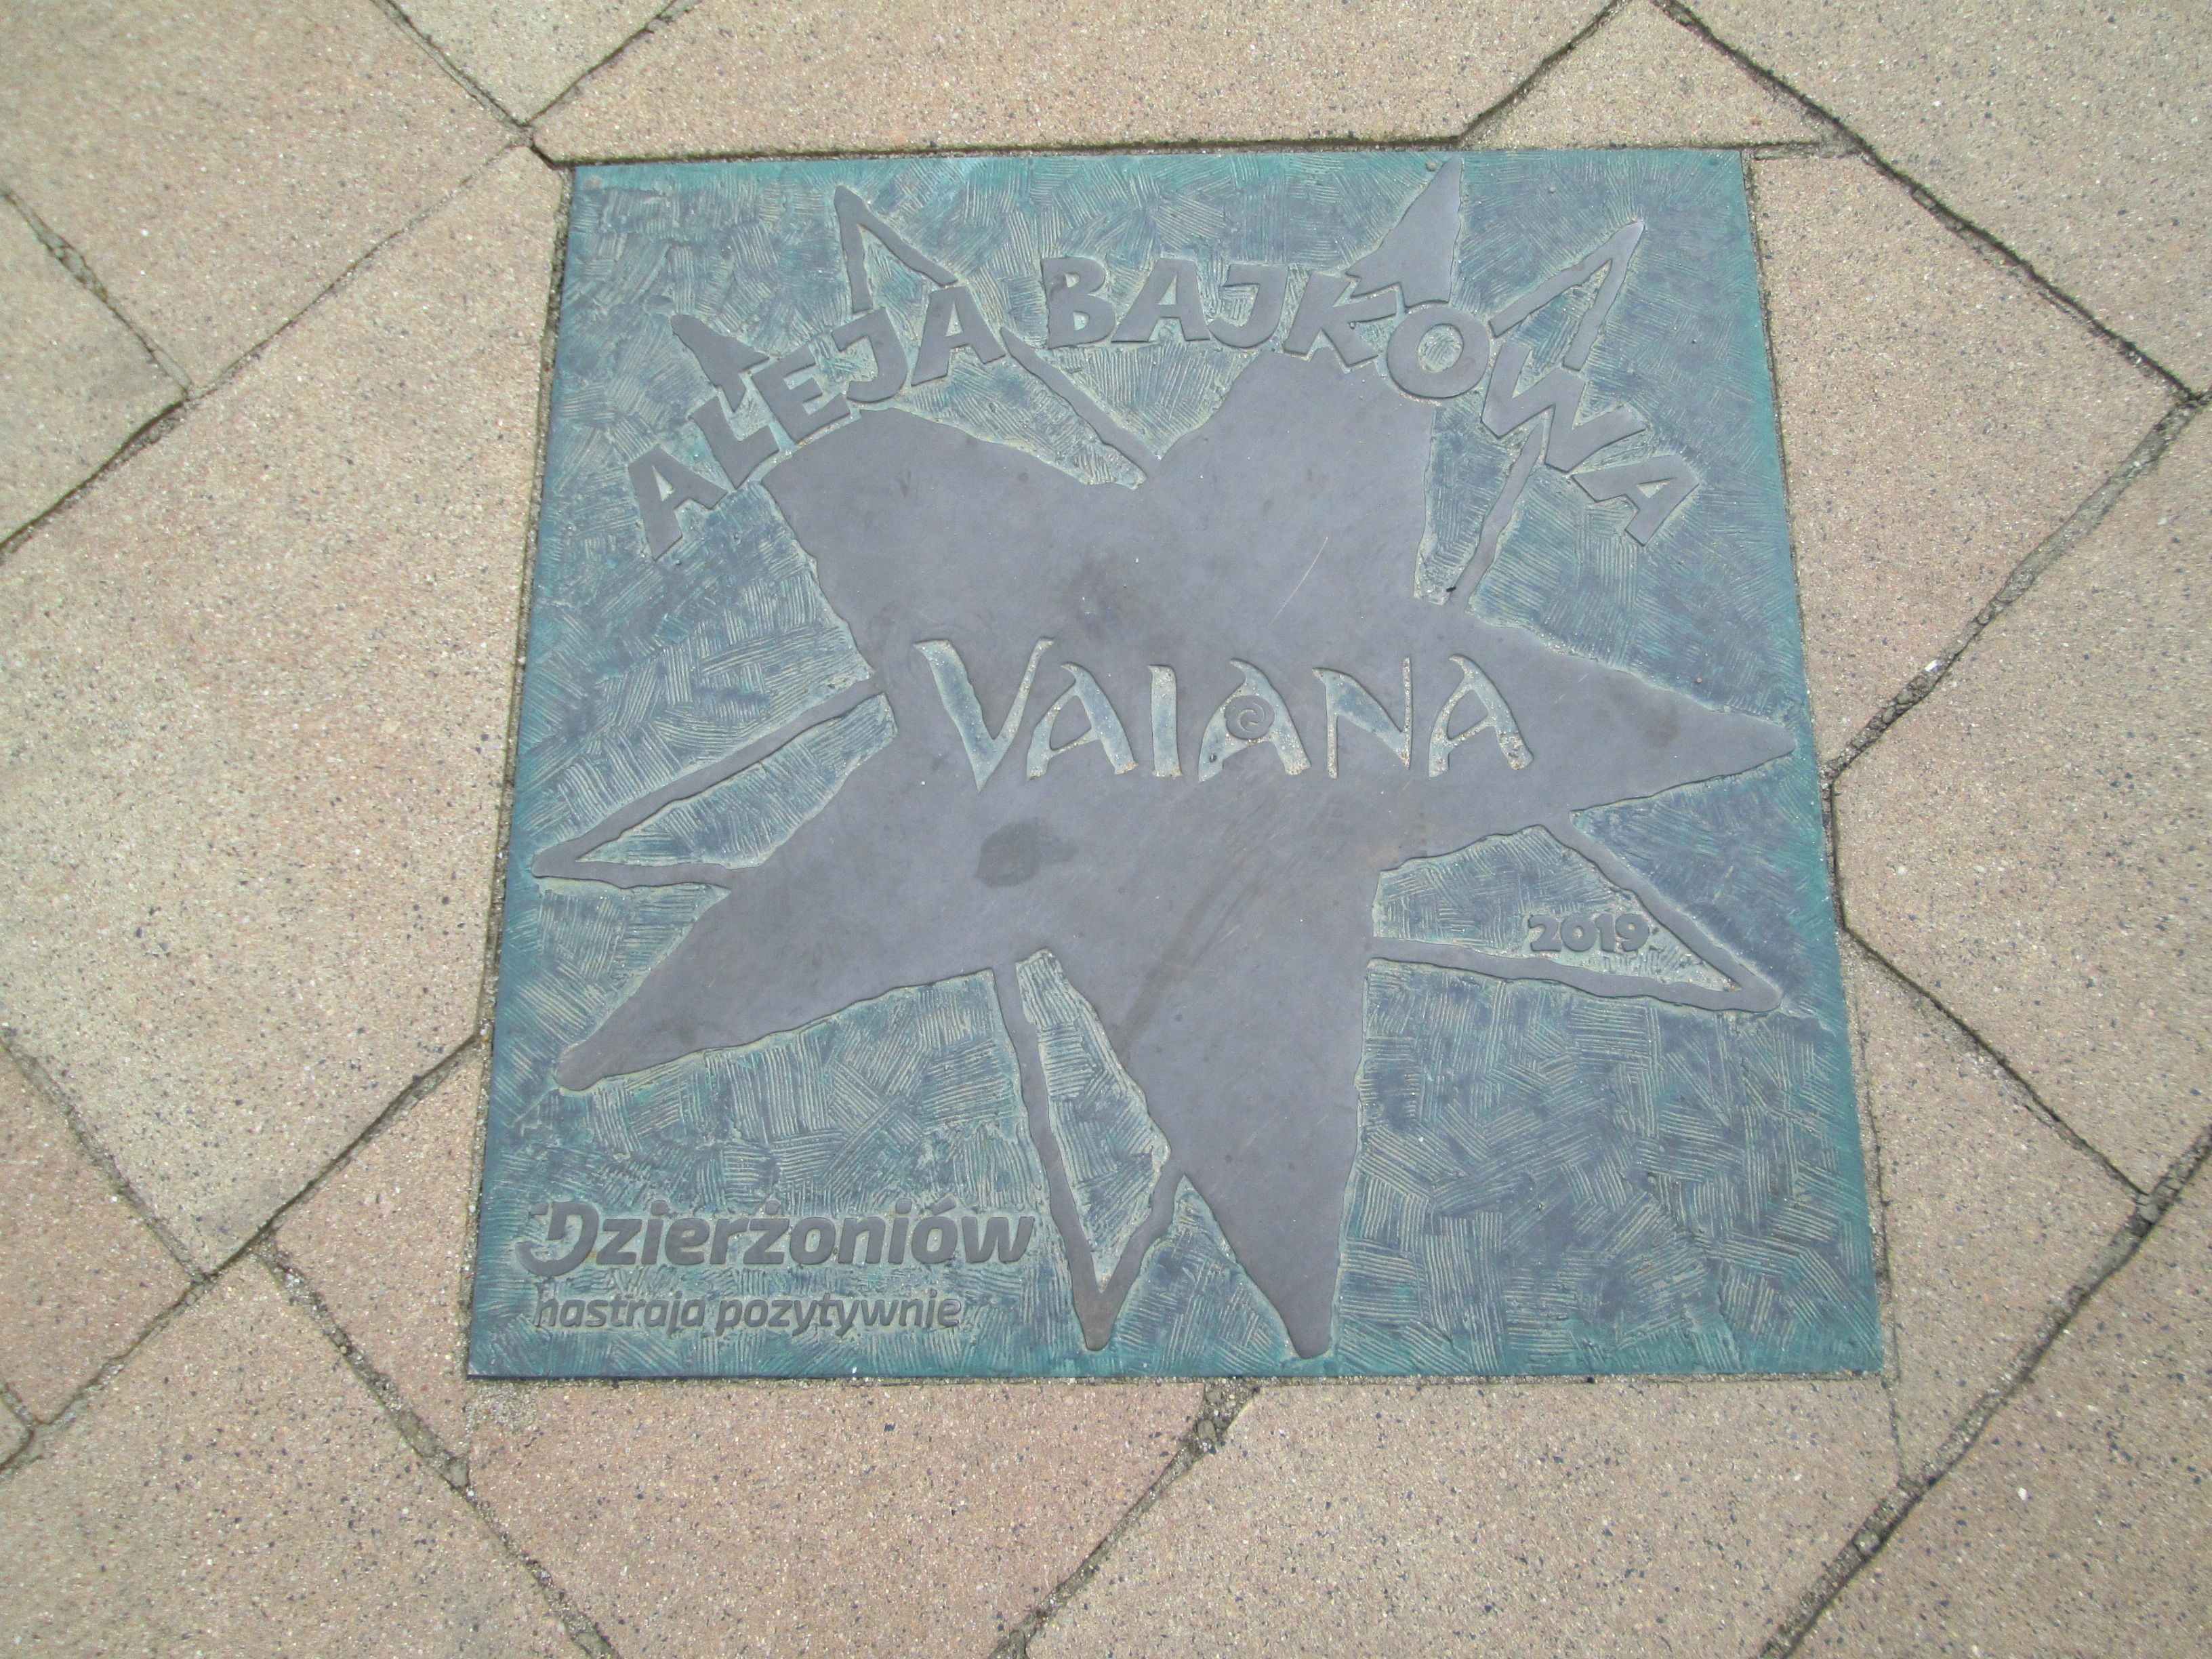 ALEJA BAJKOWA
VAIANA
2019
Dzierżoniów
nastraja pozytywnie